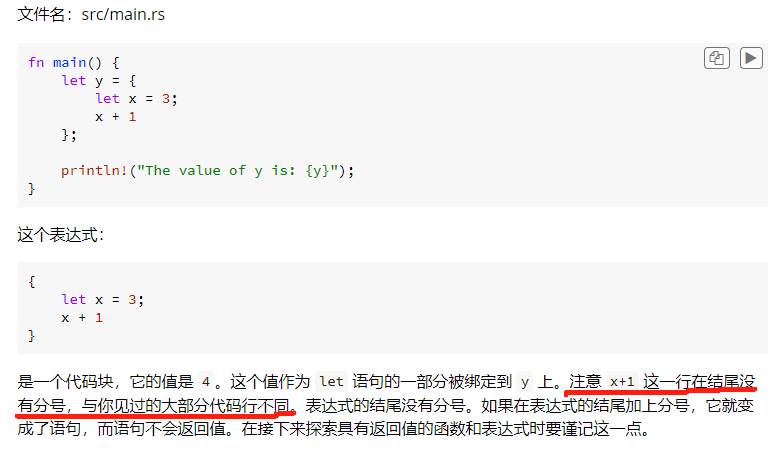 文件名：src/main.rs
fn main() {
    let y = {
        let x = 3;
        x + 1
    };

    println!("The value of y is: {y}");
}
这个表达式：
{
    let x = 3;
    x + 1
}
是一个代码块，它的值是 4 。这个值作为 let 语句的一部分被绑定到 y 上。注意 x+1 这一行在结尾没
有分号，与你见过的大部分代码行不同。表达式的结尾没有分号。如果在表达式的结尾加上分号，它就变
成了语句，而语句不会返回值。在接下来探索具有返回值的函数和表达式时要谨记这一点。